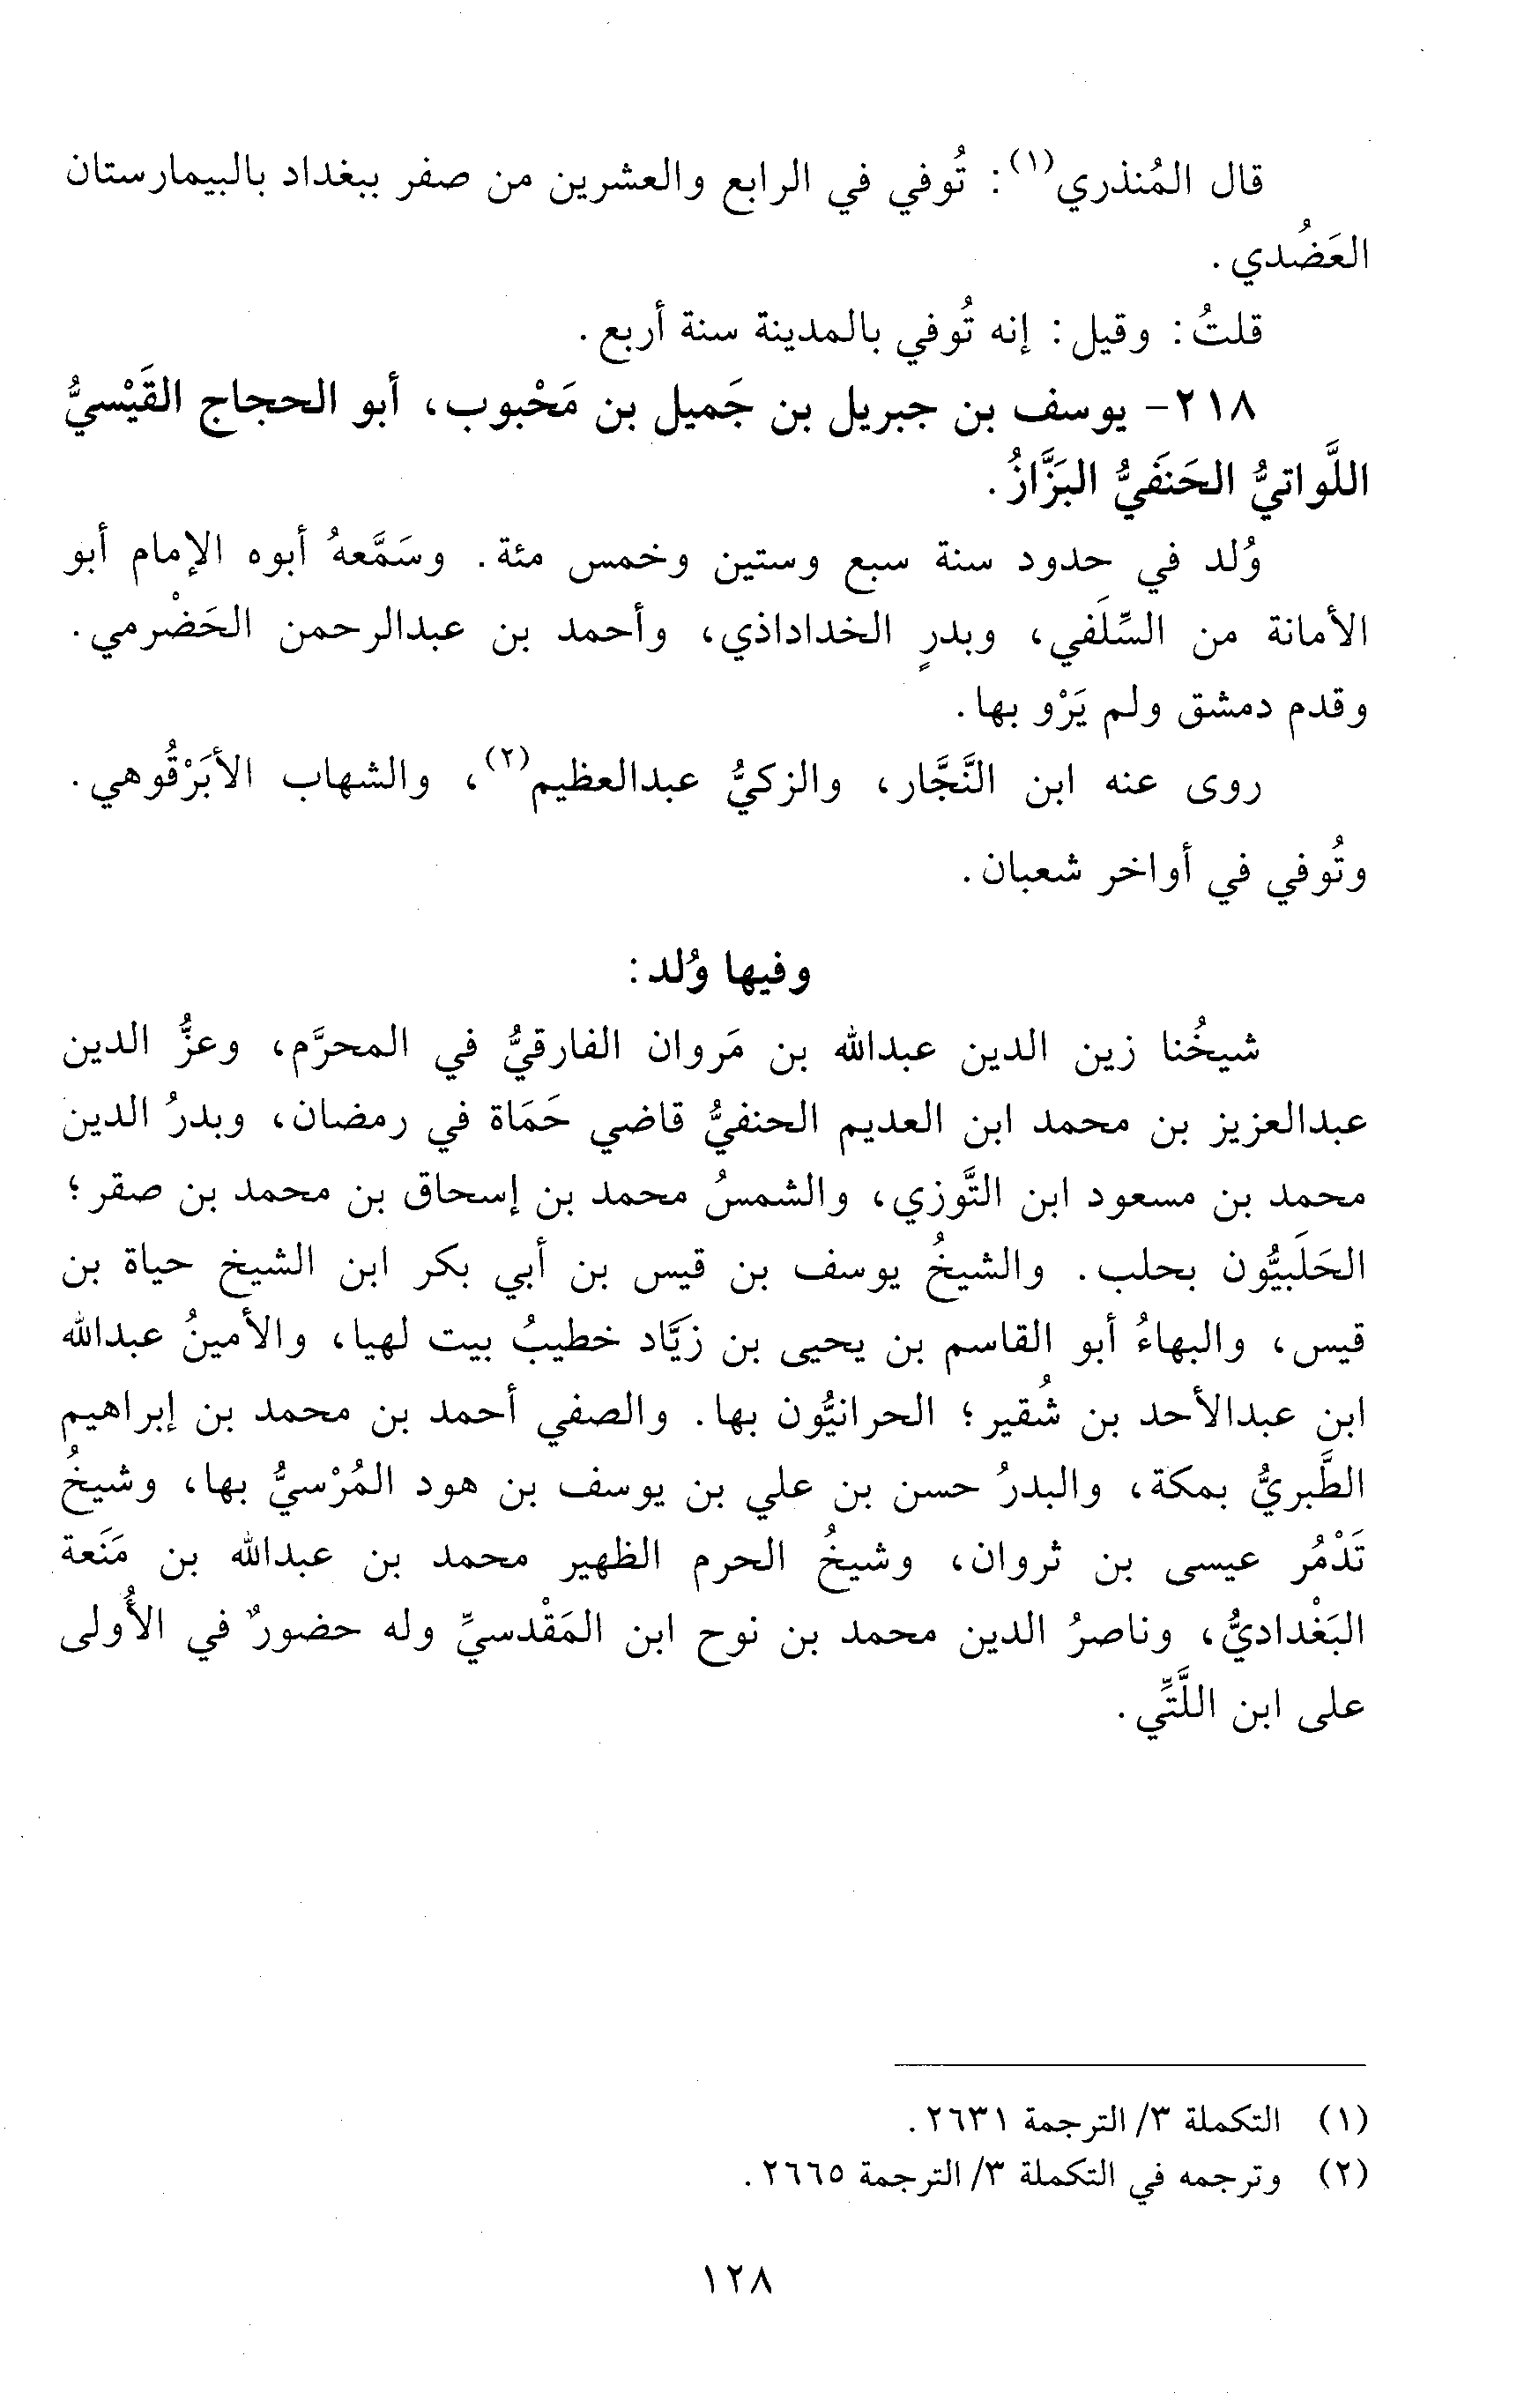 قال المُنذري(١): تُوفي في الرابع والعشرين من صفر ببغداد بالبيمارستان
العَضُدي.
قلتُ: وقيل: إنه تُوفي بالمدينة سنة أربع.
٢١٨- يوسف بن جبريل بن جَميل بن مَحْبوب، أبو الحجاج القَيْسيُّ
اللَّواتيُّ الحَنَفيُّ البَزَّازُ.
وُلد في حدود سنة سبع وستين وخمس مئة. وسَمَّعهُ أبوه الإمام أبو
الأمانة من السِّلَفي، وبدرٍ الخداداذي، وأحمد بن عبدالرحمن الحَضْرمي.
وقدم دمشق ولم يَرْو بها.
روى عنه ابن النَّجَّار، والزكيُّ عبدالعظيم(٢)، والشهاب الأبَرْقُوهي.
وتُوفي في أواخر شعبان.
وفيها وُلد:
شيخُنا زين الدين عبدالله بن مَروان الفارقيُّ في المحرَّم، وعزُّ الدين
عبدالعزيز بن محمد ابن العديم الحنفيُّ قاضي حَمَاة في رمضان، وبدرُ الدين
محمد بن مسعود ابن التَّوزي، والشمسُ محمد بن إسحاق بن محمد بن صقر؛
الحَلَبيُّون بحلب. والشيخُ يوسف بن قيس بن أبي بكر ابن الشيخ حياة بن
قيس، والبهاءُ أبو القاسم بن يحيى بن زيَّاد خطيبُ بيت لهيا، والأمينُ عبدالله
ابن عبدالأحد بن شُقير؛ الحرانيُّون بها. والصفي أحمد بن محمد بن إبراهيم
الطَّبريُّ بمكة، والبدرُ حسن بن علي بن يوسف بن هود المُرْسيُّ بها، وشيخُ
تَدْمُر عيسى بن ثروان، وشيخُ الحرم الظهير محمد بن عبدالله بن مَنَعة
البَغْداديُّ، وناصرُ الدين محمد بن نوح ابن المَقْدسيِّ وله حضورٌ في الأُولى
على ابن اللَّتِّي.
(١) التكملة ٣/ الترجمة ٢٦٣١.
(٢) وترجمه في التكملة ٣/ الترجمة ٢٦٦٥.
١٢٨